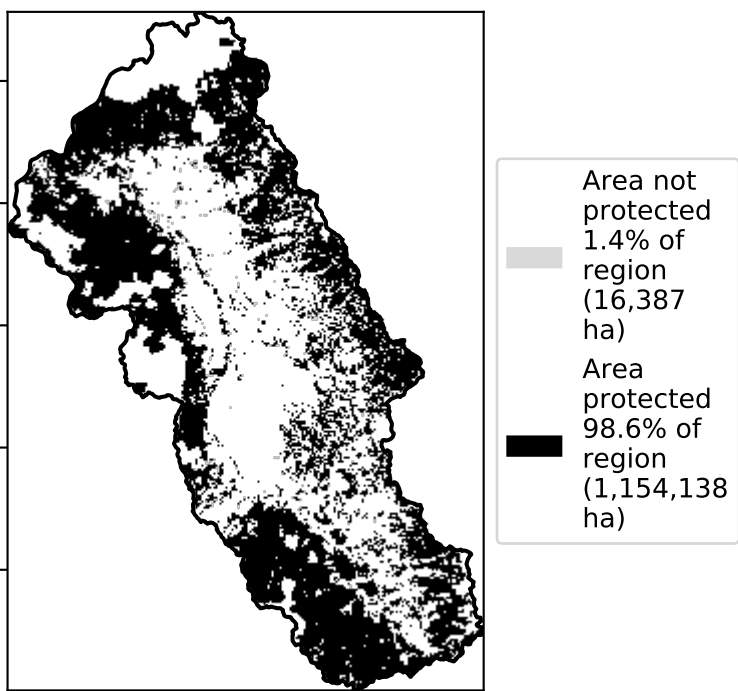 Area not
protected
1.4% of
region
(16,387
ha)
Area
protected
98.6% of
region
(1,154,138
ha)